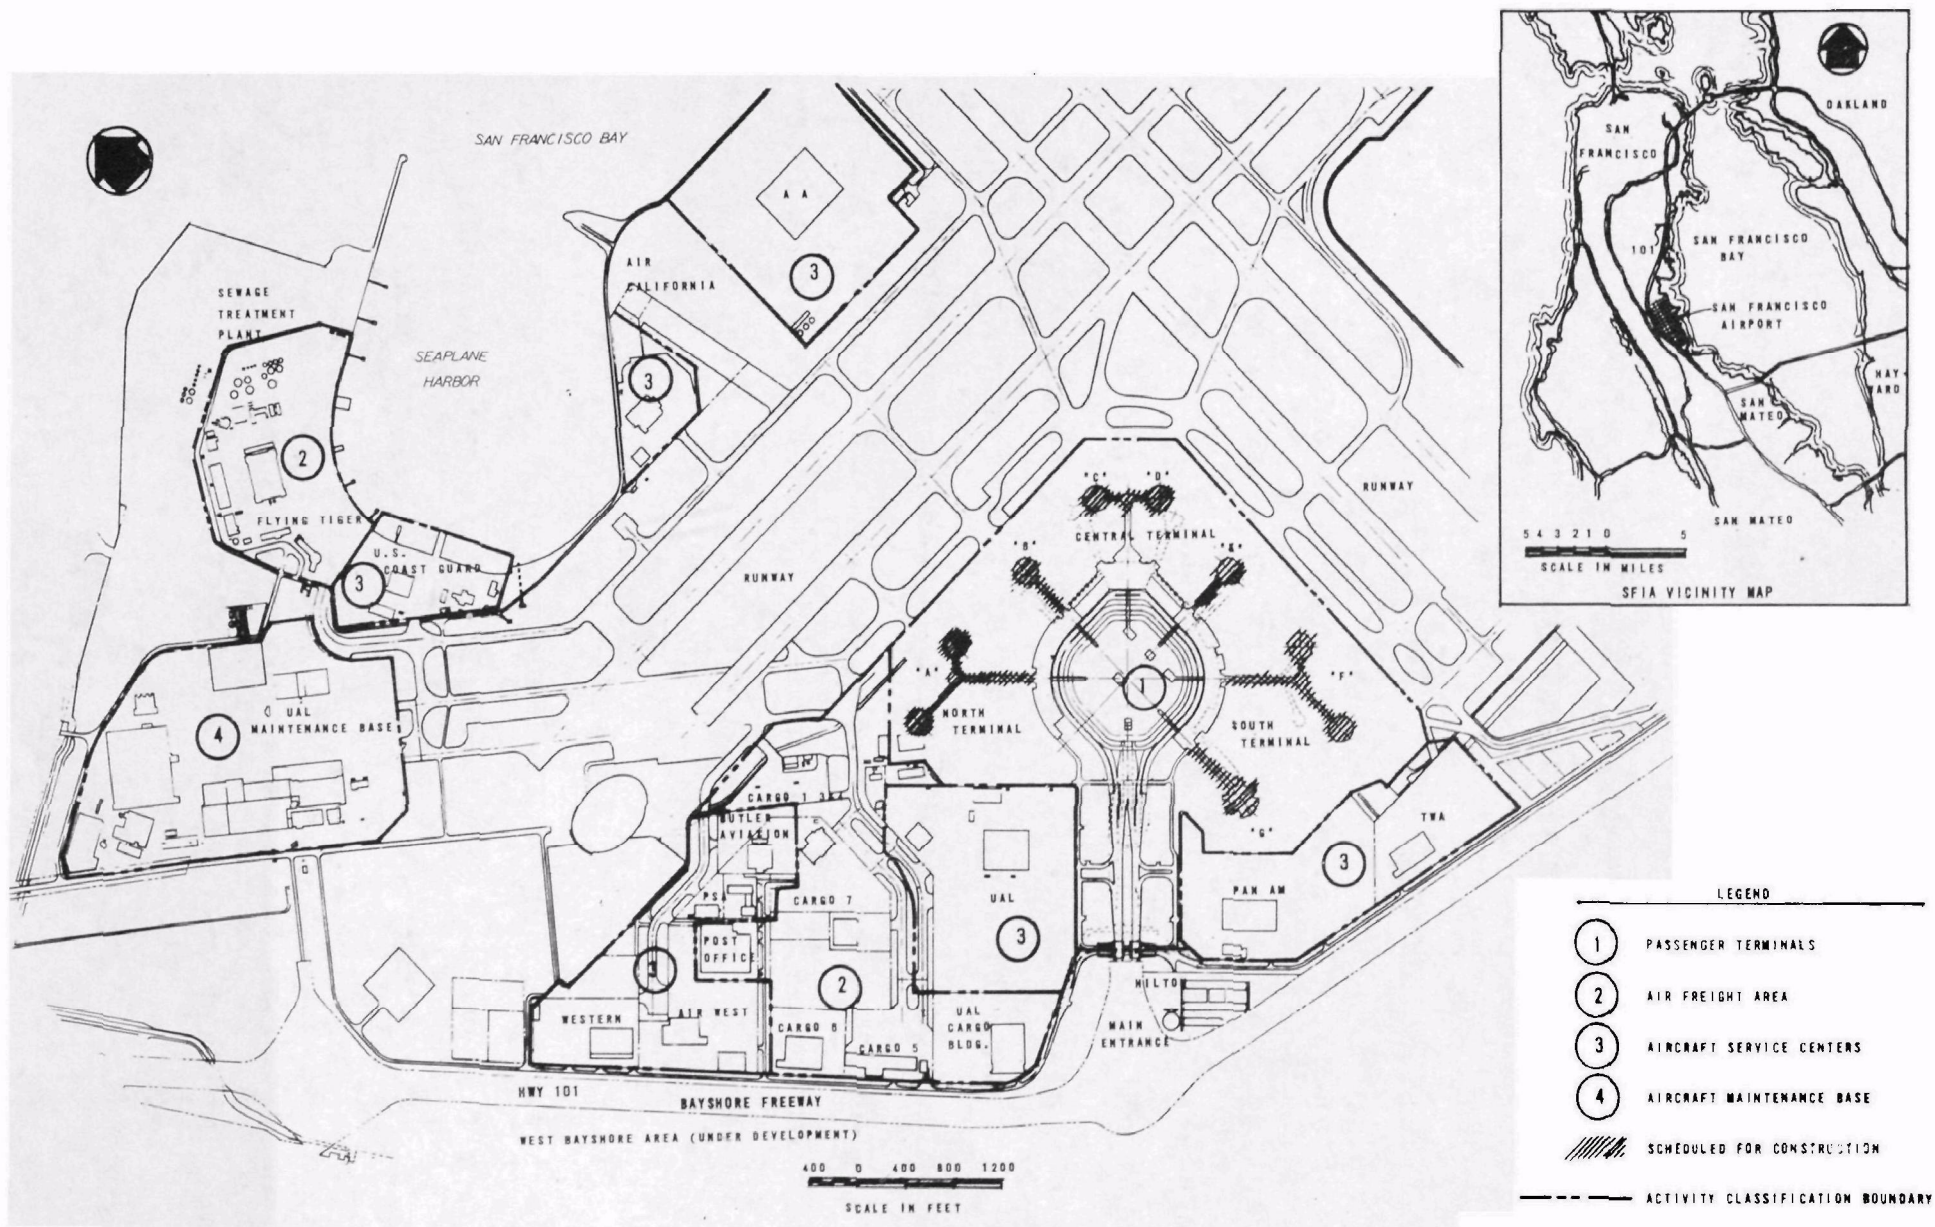 SAN FRANCISCO BAY
SEWAGE
TREATMENT
PLANT
SEAPLANE
HARBOR
AIR
CALIFORNIA
A A
3
3
2
FLYING TIGER
U.S.
COAST GUARD
3
RUNWAY
RUNWAY
"C"
"D"
CENTRAL TERMINAL
"B"
"E"
"A"
"F"
1
NORTH
TERMINAL
SOUTH
TERMINAL
"G"
UAL
MAINTENANCE BASE
4
CARGO 1 3&4
BUTLER
AVIATION
PSA
CARGO 7
POST
OFFICE
3
2
UAL
3
PAN AM
3
TWA
WESTERN
AIR WEST
CARGO 6
CARGO 5
UAL
CARGO
BLDG.
MAIN
ENTRANCE
HILTON
HWY 101
BAYSHORE FREEWAY
WEST BAYSHORE AREA (UNDER DEVELOPMENT)
400 0 400 800 1200
SCALE IN FEET
OAKLAND
SAN
FRANCISCO
101
SAN FRANCISCO
BAY
SAN FRANCISCO
AIRPORT
HAY-
WARD
SAN
MATEO
SAN MATEO
5 4 3 2 1 0 5
SCALE IN MILES
SFIA VICINITY MAP
LEGEND
1 PASSENGER TERMINALS
2 AIR FREIGHT AREA
3 AIRCRAFT SERVICE CENTERS
4 AIRCRAFT MAINTENANCE BASE
SCHEDULED FOR CONSTRUCTION
ACTIVITY CLASSIFICATION BOUNDARY